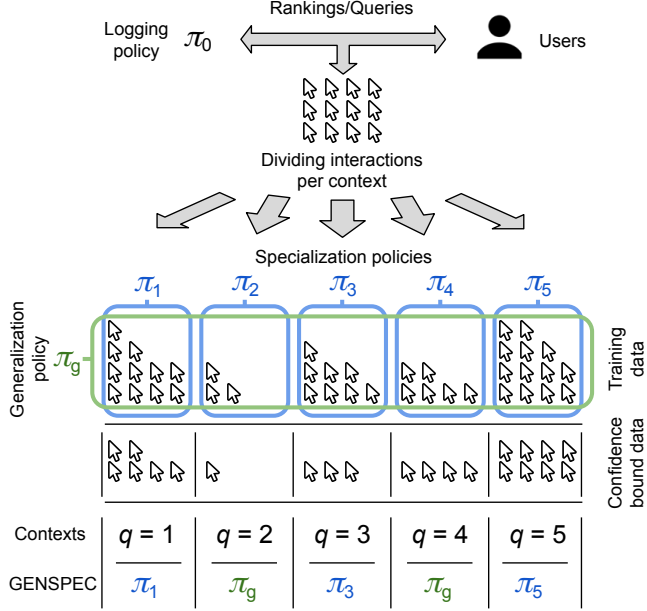 Rankings/Queries
Logging
policy
π0
Users
Dividing interactions
per context
Specialization policies
π1 π2 π3 π4 π5
Generalization
policy
πg
Training
data
Confidence
bound data
Contexts q = 1 q = 2 q = 3 q = 4 q = 5
GENSPEC π1 πg π3 πg π5